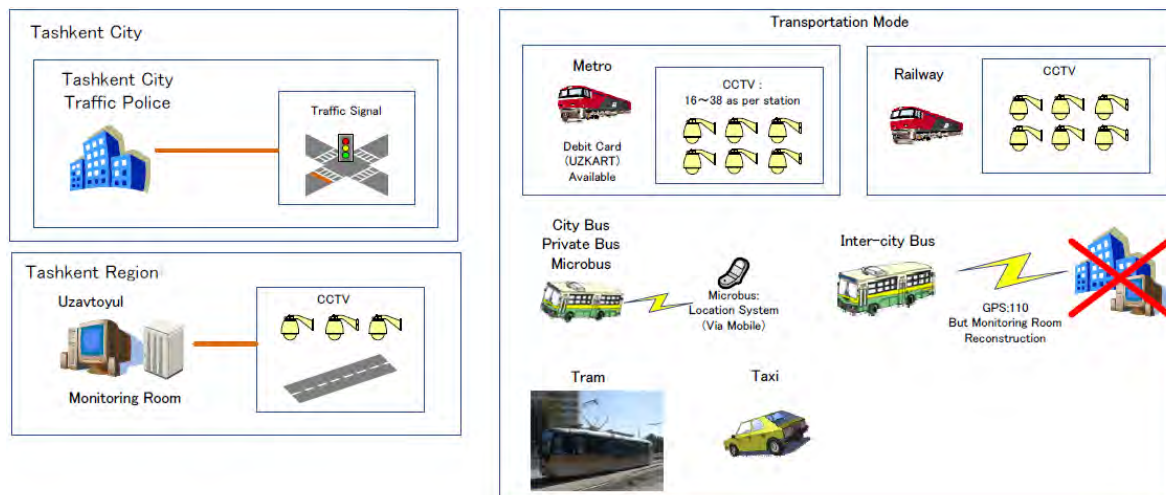 Tashkent City
Tashkent City
Traffic Police
Traffic Signal
Tashkent Region
Uzavtoyul
CCTV
Monitoring Room
Transportation Mode
Metro
CCTV :
16～38 as per station
Debit Card
(UZKART)
Available
Railway
CCTV
City Bus
Private Bus
Microbus
Microbus:
Location System
(Via Mobile)
Inter-city Bus
GPS:110
But Monitoring Room
Reconstruction
Tram
Taxi